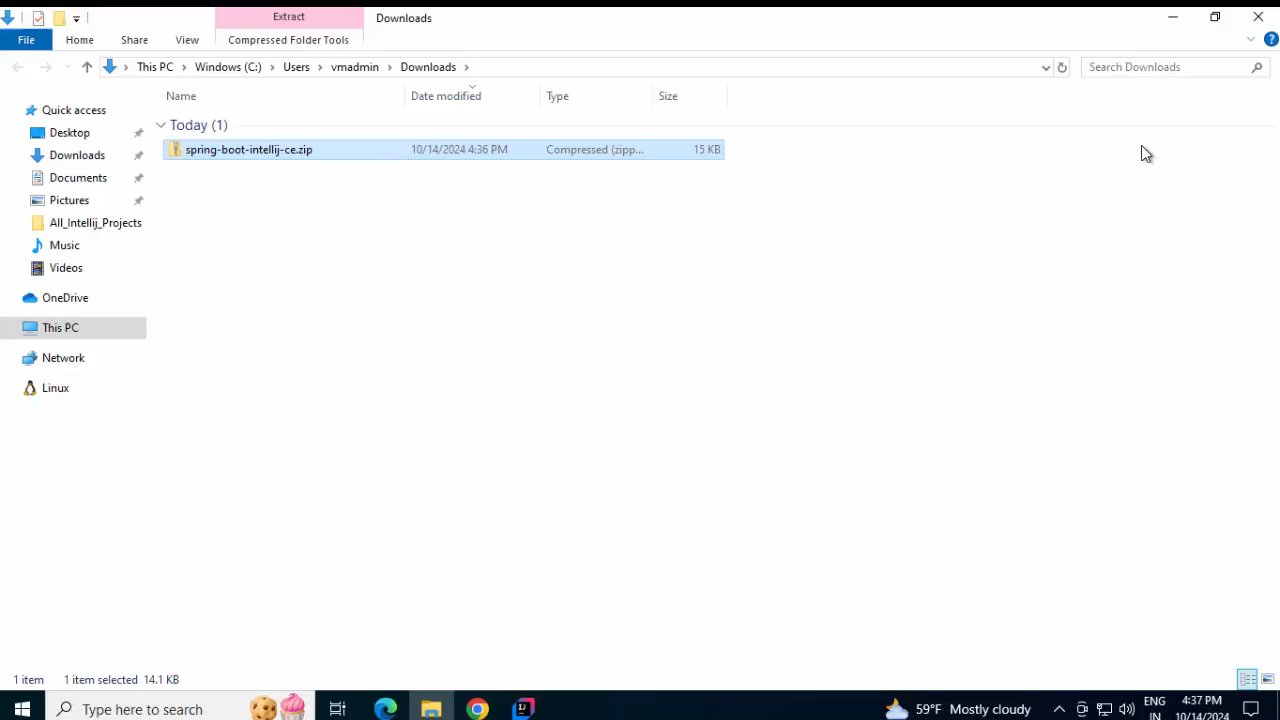 Extract
Downloads
File
Home
Share
View
Compressed Folder Tools
This PC
Windows (C:)
Users
vmadmin
Downloads
Search Downloads
Name
Date modified
Type
Size
Quick access
Today (1)
Desktop
spring-boot-intellij-ce.zip
10/14/2024 4:36 PM
Compressed (zipp...
15 KB
Downloads
Documents
Pictures
All_Intellij_Projects
Music
Videos
OneDrive
This PC
Network
Linux
1 item
1 item selected 14.1 KB
Type here to search
59°F Mostly cloudy
ENG
IN
4:37 PM
10/14/2024